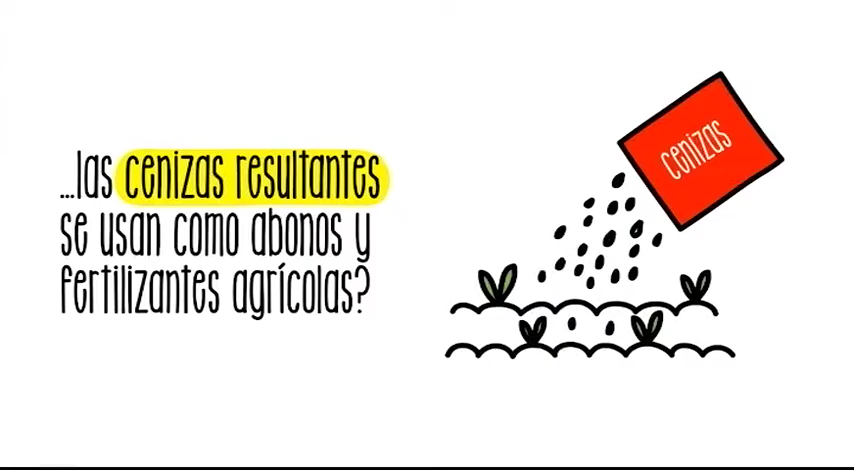 ...las cenizas resultantes
se usan como abonos y
fertilizantes agrícolas?
cenizas